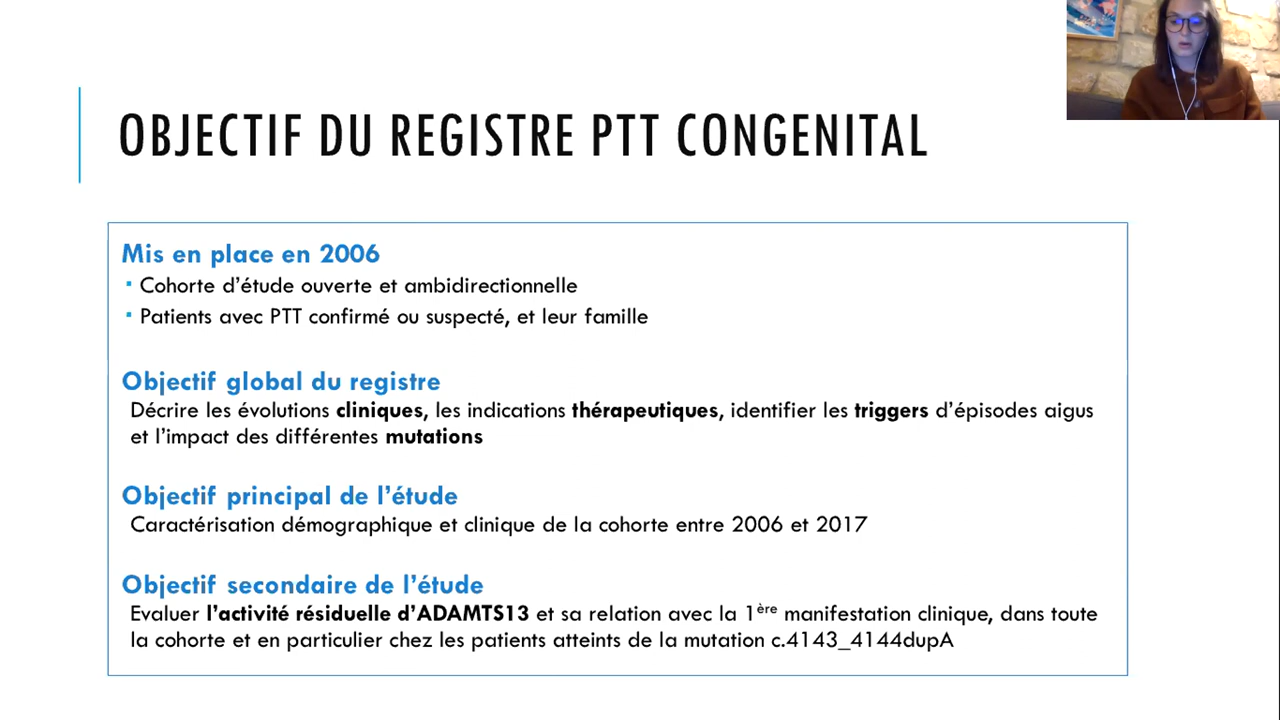 OBJECTIF DU REGISTRE PTT CONGENITAL
Mis en place en 2006
▪ Cohorte d’étude ouverte et ambidirectionnelle
▪ Patients avec PTT confirmé ou suspecté, et leur famille
Objectif global du registre
Décrire les évolutions cliniques, les indications thérapeutiques, identifier les triggers d’épisodes aigus
et l’impact des différentes mutations
Objectif principal de l’étude
Caractérisation démographique et clinique de la cohorte entre 2006 et 2017
Objectif secondaire de l’étude
Evaluer l’activité résiduelle d’ADAMTS13 et sa relation avec la 1ère manifestation clinique, dans toute
la cohorte et en particulier chez les patients atteints de la mutation c.4143_4144dupA